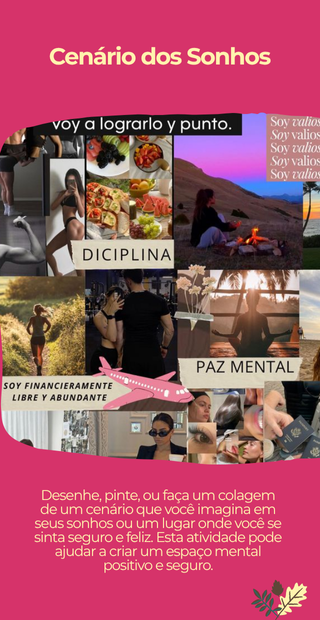 Cenário dos Sonhos
Voy a lograrlo y punto.
Soy valios
Soy valios
Soy valios
Soy valios
Soy valios
DICIPLINA
PAZ MENTAL
SOY FINANCIERAMENTE
LIBRE Y ABUNDANTE
Desenhe, pinte, ou faça um colagem
de um cenário que você imagina em
seus sonhos ou um lugar onde você se
sinta seguro e feliz. Esta atividade pode
ajudar a criar um espaço mental
positivo e seguro.